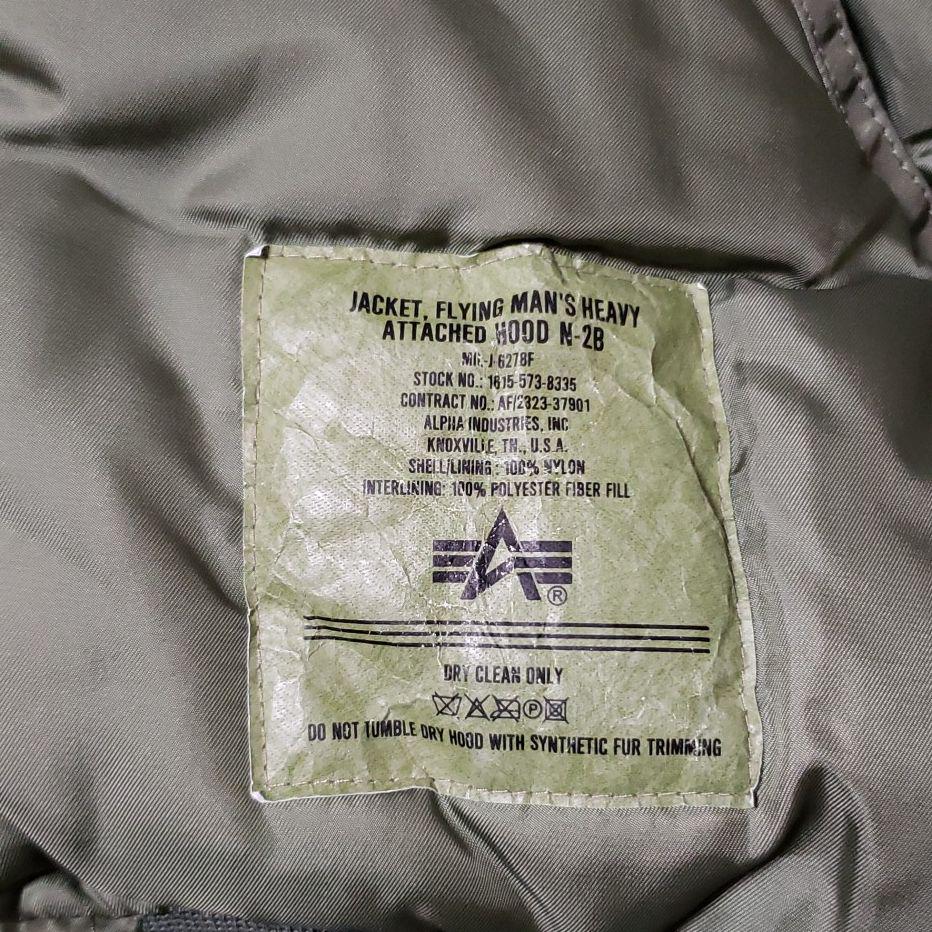 JACKET, FLYING MAN'S HEAVY
ATTACHED HOOD N-2B
MIL-J-6278F
STOCK NO.: 1615-573-8335
CONTRACT NO.: AF/2323-37901
ALPHA INDUSTRIES, INC
KNOXVILLE, TN., U.S.A.
SHELL/LINING : 100% NYLON
INTERLINING: 100% POLYESTER FIBER FILL
A
®
DRY CLEAN ONLY
P
DO NOT TUMBLE DRY HOOD WITH SYNTHETIC FUR TRIMMING